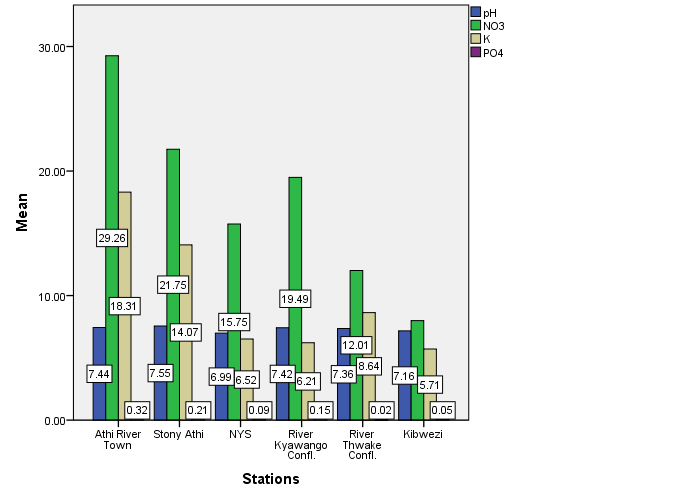 pH
NO3
K
PO4
30.00
20.00
10.00
0.00
Mean
29.26
18.31
7.44
0.32
21.75
14.07
7.55
0.21
15.75
6.99
6.52
0.09
19.49
7.42
6.21
0.15
12.01
7.36
8.64
0.02
7.16
5.71
0.05
Athi River
Town
Stony Athi
NYS
River
Kyawango
Confl.
River
Thwake
Confl.
Kibwezi
Stations